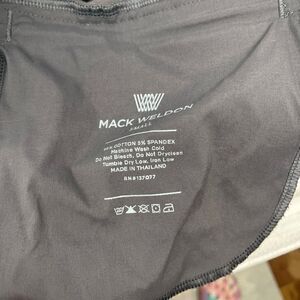 MACK WELDON
SMALL
95% COTTON 5% SPANDEX
Machine Wash Cold
Do Not Bleach, Do Not Dryclean
Tumble Dry Low, Iron Low
MADE IN THAILAND
RN#137077